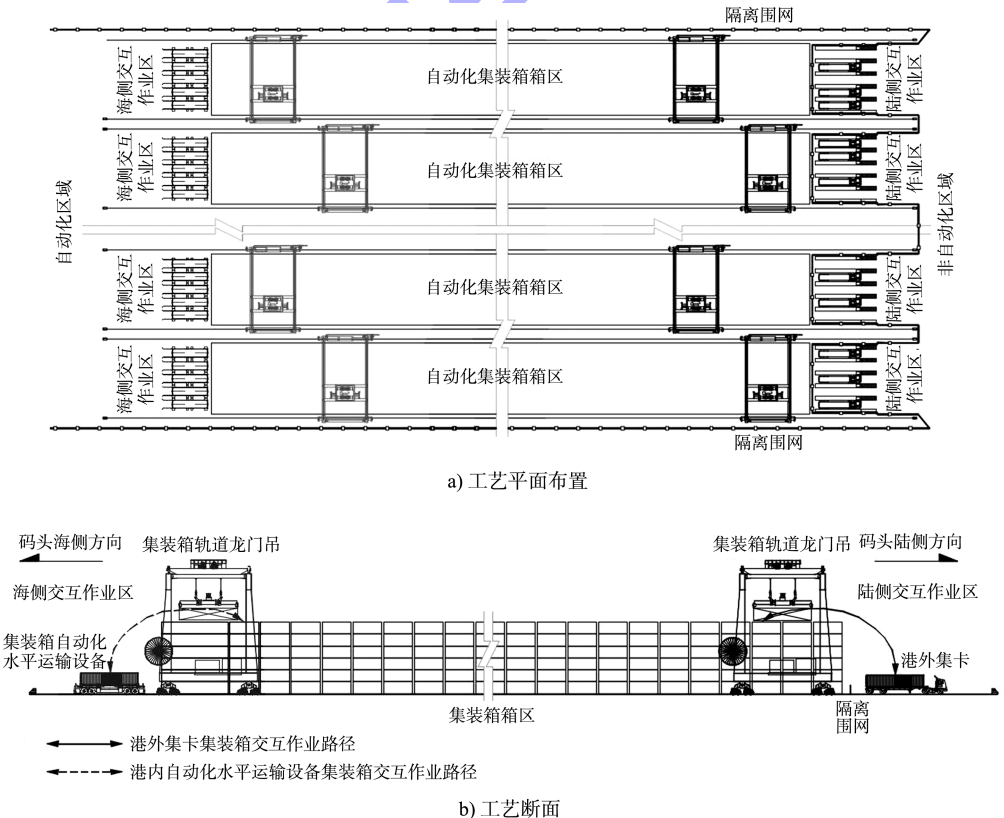 隔离围网
海侧交互
作业区
自动化集装箱箱区
陆侧交互
作业区
海侧交互
作业区
自动化集装箱箱区
陆侧交互
作业区
自动化区域
非自动化区域
海侧交互
作业区
自动化集装箱箱区
陆侧交互
作业区
海侧交互
作业区
自动化集装箱箱区
陆侧交互
作业区
隔离围网
a) 工艺平面布置
码头海侧方向
集装箱轨道龙门吊
集装箱轨道龙门吊
码头陆侧方向
海侧交互作业区
陆侧交互作业区
集装箱自动化
水平运输设备
港外集卡
集装箱箱区
隔离
围网
港外集卡集装箱交互作业路径
港内自动化水平运输设备集装箱交互作业路径
b) 工艺断面